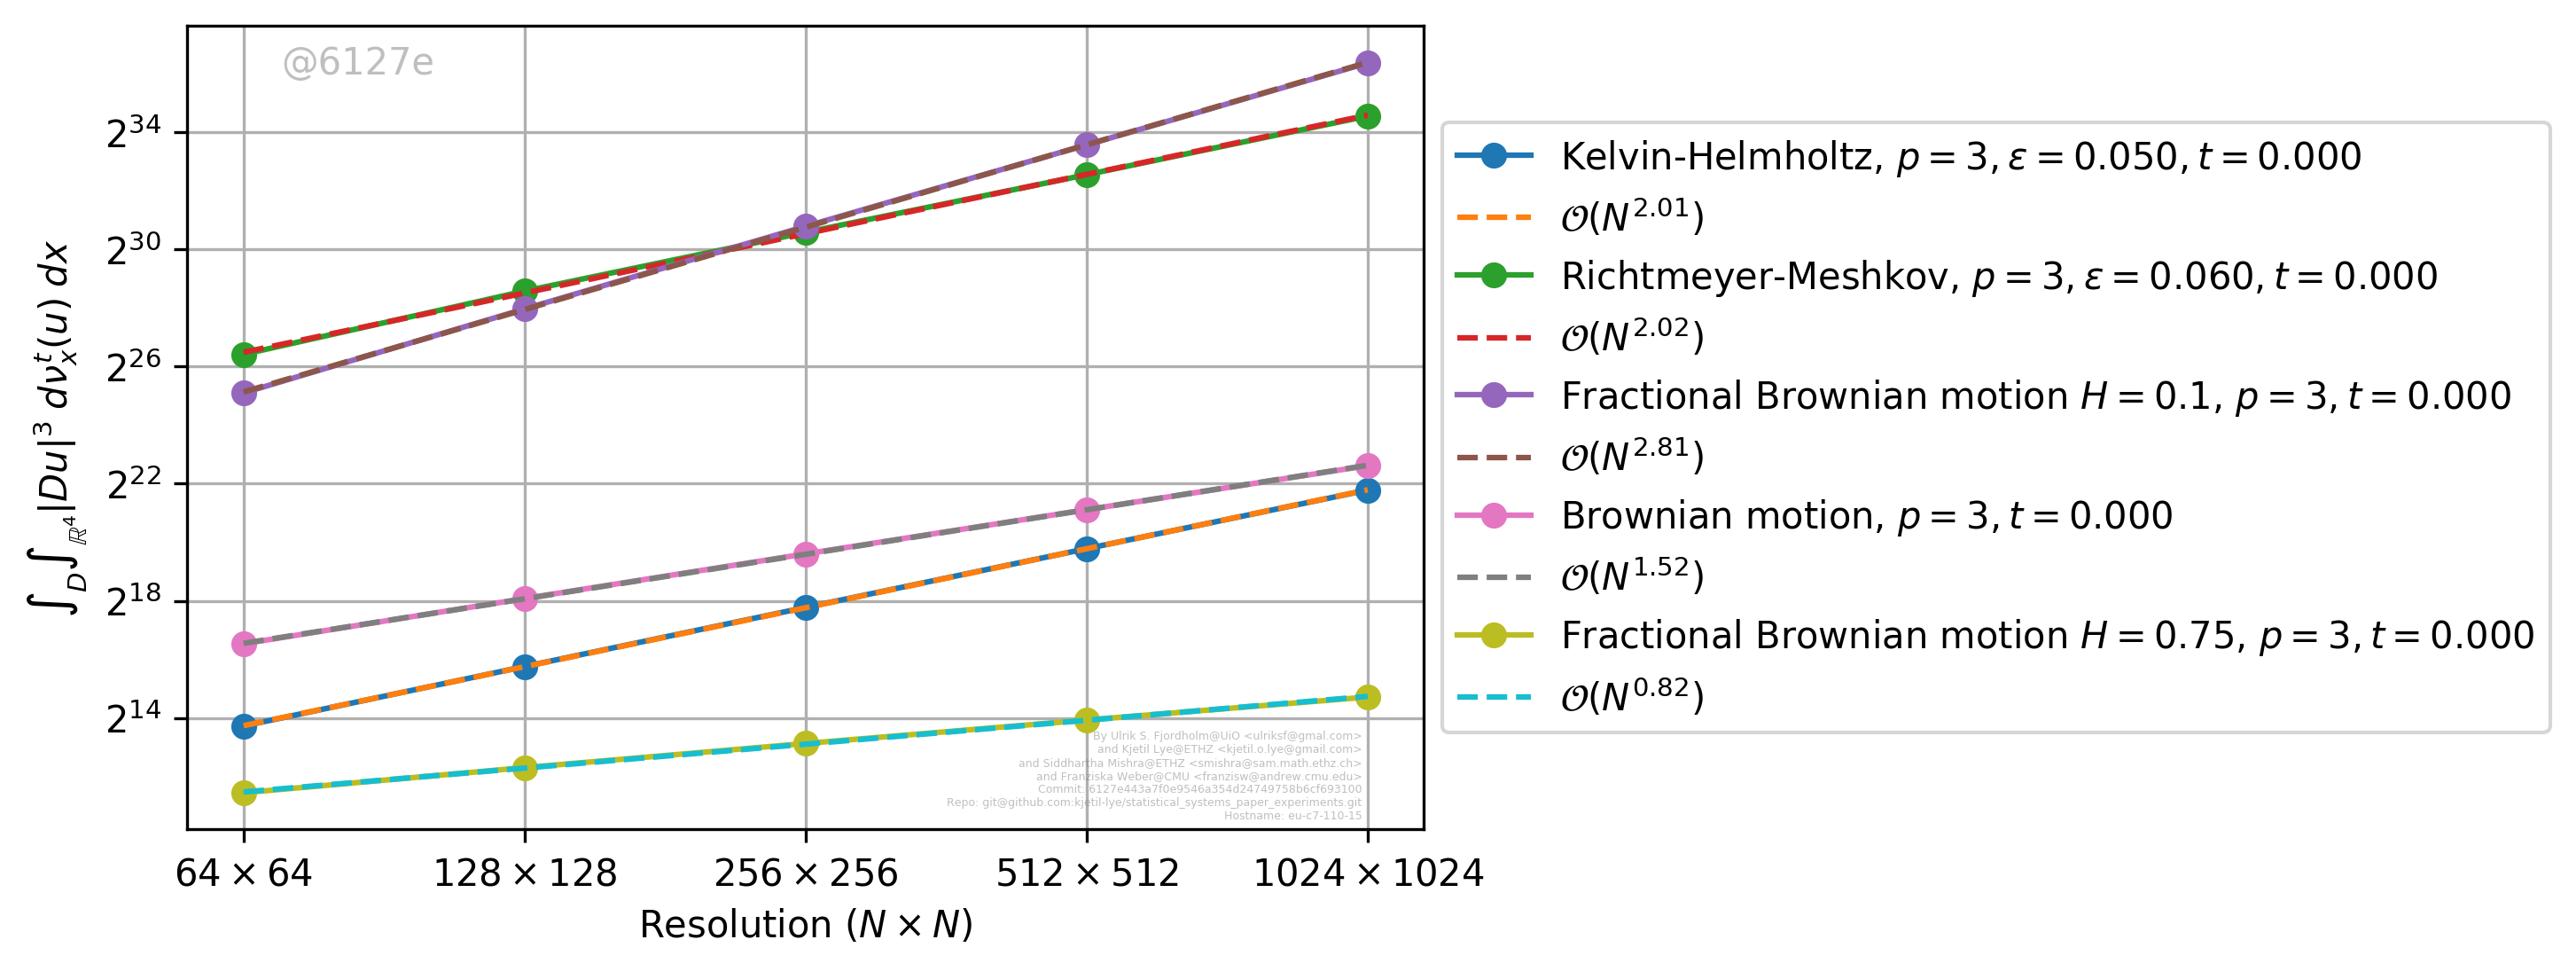 @6127e
2^34
2^30
2^26
2^22
2^18
2^14
∫_D ∫_ℝ⁴ |Du|³ dν_x^t(u) dx
64 × 64
128 × 128
256 × 256
512 × 512
1024 × 1024
Resolution (N × N)
By Ulrik S. Fjordholm@UiO <ulriksf@gmal.com>
and Kjetil Lye@ETHZ <kjetil.o.lye@gmail.com>
and Siddhartha Mishra@ETHZ <smishra@sam.math.ethz.ch>
and Franziska Weber@CMU <franzisw@andrew.cmu.edu>
Commit: 6127e443a7f0e9546a354d24749758b6cf693100
Repo: git@github.com:kjetil-lye/statistical_systems_paper_experiments.git
Hostname: eu-c7-110-15
Kelvin-Helmholtz, p = 3, ε = 0.050, t = 0.000
𝒪(N^2.01)
Richtmeyer-Meshkov, p = 3, ε = 0.060, t = 0.000
𝒪(N^2.02)
Fractional Brownian motion H = 0.1, p = 3, t = 0.000
𝒪(N^2.81)
Brownian motion, p = 3, t = 0.000
𝒪(N^1.52)
Fractional Brownian motion H = 0.75, p = 3, t = 0.000
𝒪(N^0.82)